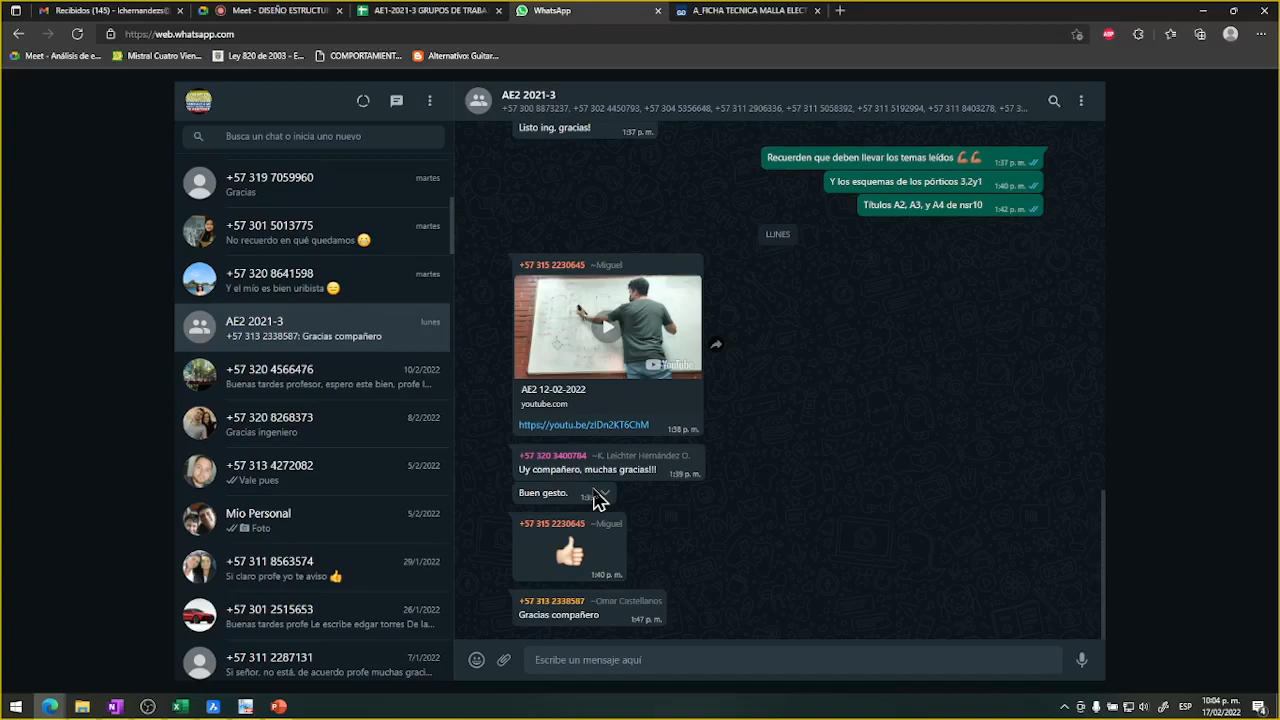 Recibidos (145) - lchernandezs@
Meet - DISEÑO ESTRUCTUR
AE1-2021-3 GRUPOS DE TRABA
WhatsApp
A_FICHA TECNICA MALLA ELECT
https://web.whatsapp.com
Meet - Análisis de e...
Mistral Cuatro Vien...
Ley 820 de 2003 - E...
COMPORTAMIENT...
Alternativo: Guitar...
Busca un chat o inicia uno nuevo
+57 319 7059560
martes
Gracias
+57 301 5013775
martes
No recuerdo en qué quedamos
+57 320 8641598
martes
Y el mío es bien uribista
AE2 2021-3
lunes
+57 313 2338587: Gracias compañero
+57 320 4566476
10/2/2022
Buenas tardes profesor, espero este bien, profe l...
+57 320 8268373
8/2/2022
Gracias ingeniero
+57 313 4272082
5/2/2022
Vale pues
Mio Personal
5/2/2022
Foto
+57 311 8563574
29/1/2022
Si claro profe yo te aviso
+57 301 2515653
26/1/2022
Buenas tardes profe Le escribe edgar torres De la...
+57 311 2287131
7/1/2022
Si señor, no, de acuerdo profe muchas graci...
AE2 2021-3
+57 300 8875237, +57 302 4450795, +57 304 5356648, +57 311 2906336, +57 311 5058392, +57 311 8403278, +57 3...
Listo ing, gracias!
1:37 p. m.
Recuerden que deben llevar los temas leídos
1:37 p. m.
Y los esquemas de los pórticos 3,2y1
1:40 p. m.
Títulos A2, A3, y A4 de nsr10
1:42 p. m.
LUNES
+57 315 2230645 ~Miguel
YouTube
AE2 12-02-2022
youtube.com
https://youtu.be/zIDn2KT6ChM
1:38 p. m.
+57 320 3400784 ~K. Leichter Hernández O.
Uy compañero, muchas gracias!!!
1:39 p. m.
Buen gesto.
+57 315 2230645 ~Miguel
1:40 p. m.
+57 313 2338587 ~Omar Castellanos
Gracias compañero
1:47 p. m.
Escribe un mensaje aquí
ESP
10:04 p. m.
17/02/2022
4